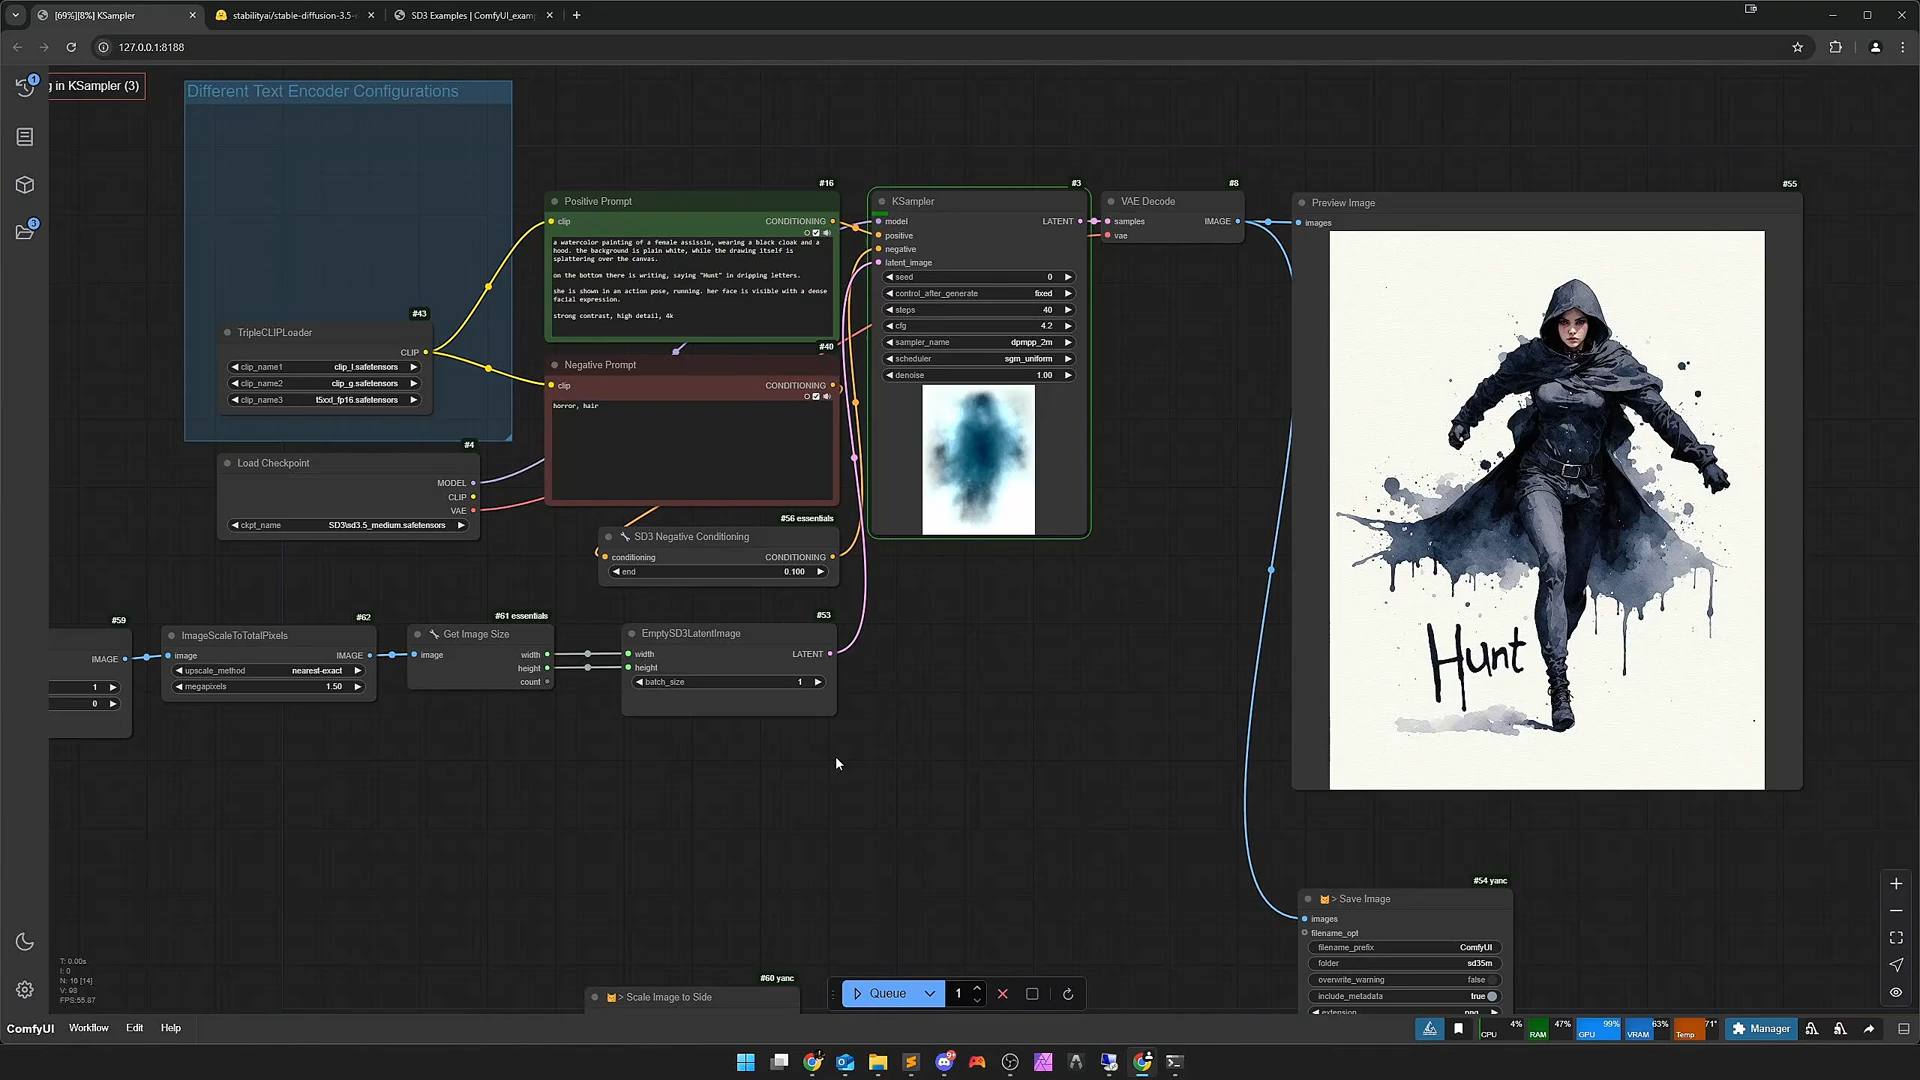 [69%][8%] KSampler
stabilityai/stable-diffusion-3.5-
SD3 Examples | ComfyUI_exam
127.0.0.1:8188
1
g in KSampler (3)
3
Different Text Encoder Configurations
#43
TripleCLIPLoader
CLIP
clip_name1 clip_l.safetensors
clip_name2 clip_g.safetensors
clip_name3 t5xxl_fp16.safetensors
#4
Load Checkpoint
MODEL
CLIP
VAE
ckpt_name SD3\sd3.5_medium.safetensors
#16
Positive Prompt
clip CONDITIONING
a watercolor painting of a female assissin, wearing a black cloak and a
hood. the background is plain white, while the drawing itself is
splattering over the canvas.
on the bottom there is writing, saying "Hunt" in dripping letters.
she is shown in an action pose, running. her face is visible with a dense
facial expression.
strong contrast, high detail, 4k
#40
Negative Prompt
clip CONDITIONING
horror, hair
#56 essentials
SD3 Negative Conditioning
conditioning CONDITIONING
end 0.100
#3
KSampler
model LATENT
positive
negative
latent_image
seed 0
control_after_generate fixed
steps 40
cfg 4.2
sampler_name dpmpp_2m
scheduler sgm_uniform
denoise 1.00
#8
VAE Decode
samples IMAGE
vae
#55
Preview Image
images
Hunt
#59
IMAGE
1
0
#62
ImageScaleToTotalPixels
image IMAGE
upscale_method nearest-exact
megapixels 1.50
#61 essentials
Get Image Size
image width
height
count
#53
EmptySD3LatentImage
width LATENT
height
batch_size 1
#54 yanc
> Save Image
images
filename_opt
filename_prefix ComfyUI
folder sd35m
overwrite_warning false
include_metadata true
extension png
#60 yanc
> Scale Image to Side
Queue 1
T: 0.00s
I: 0
N: 16 [14]
V: 98
FPS:55.87
ComfyUI Workflow Edit Help
CPU 4% RAM 47% GPU 99% VRAM 63% Temp 71° Manager